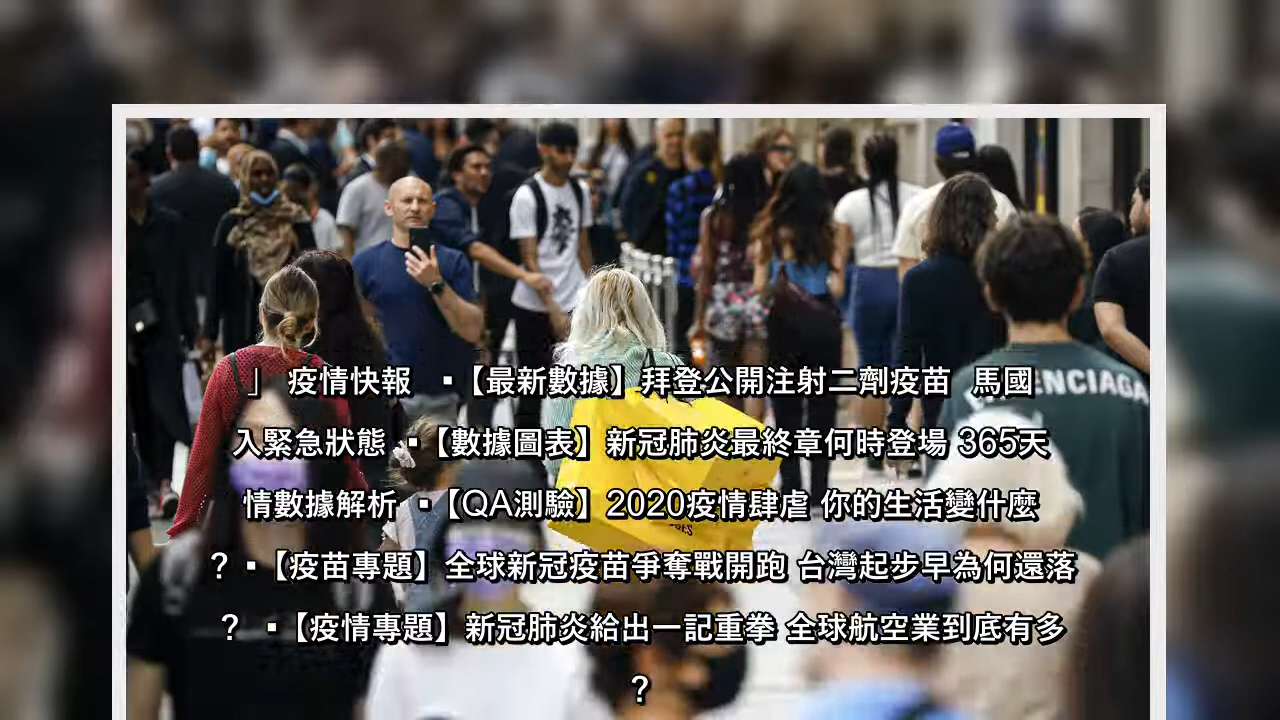 」 疫情快報 ▪【最新數據】拜登公開注射二劑疫苗 馬國
入緊急狀態 ▪【數據圖表】新冠肺炎最終章何時登場 365天
情數據解析 ▪【QA測驗】2020疫情肆虐 你的生活變什麼
? ▪【疫苗專題】全球新冠疫苗爭奪戰開跑 台灣起步早為何還落
? ▪【疫情專題】新冠肺炎給出一記重拳 全球航空業到底有多
?
ENCIAGA